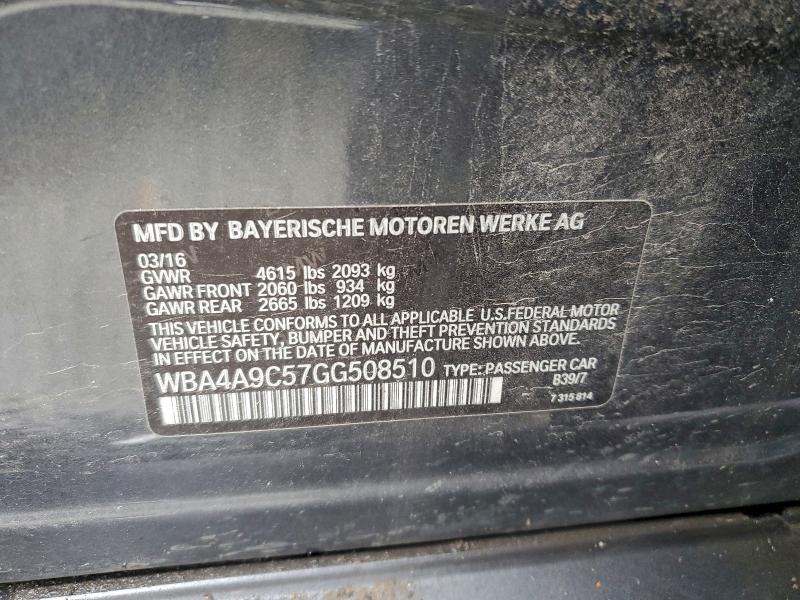 MFD BY BAYERISCHE MOTOREN WERKE AG
03/16
GVWR 4615 lbs 2093 kg
GAWR FRONT 2060 lbs 934 kg
GAWR REAR 2665 lbs 1209 kg
THIS VEHICLE CONFORMS TO ALL APPLICABLE U.S.FEDERAL MOTOR
VEHICLE SAFETY, BUMPER AND THEFT PREVENTION STANDARDS
IN EFFECT ON THE DATE OF MANUFACTURE SHOWN ABOVE.
WBA4A9C57GG508510 TYPE: PASSENGER CAR
B39/7
7 315 814